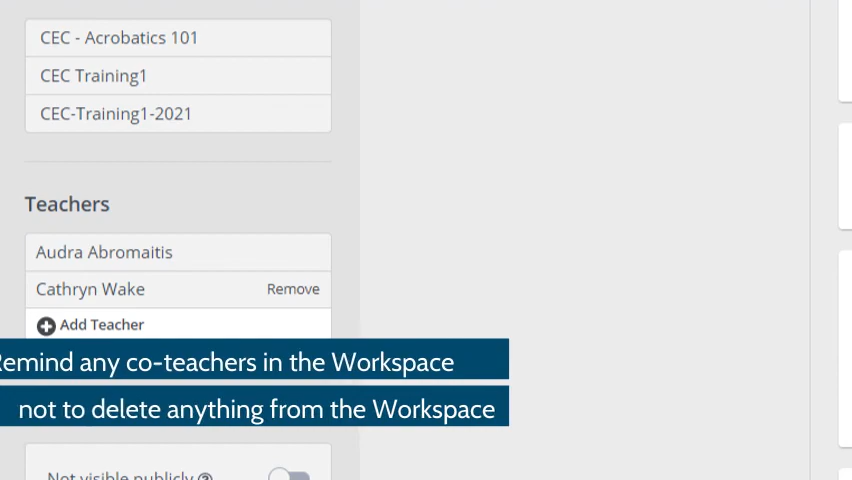 CEC - Acrobatics 101
CEC Training1
CEC-Training1-2021
Teachers
Audra Abromaitis
Cathryn Wake Remove
Add Teacher
Remind any co-teachers in the Workspace
not to delete anything from the Workspace
Not visible publicly